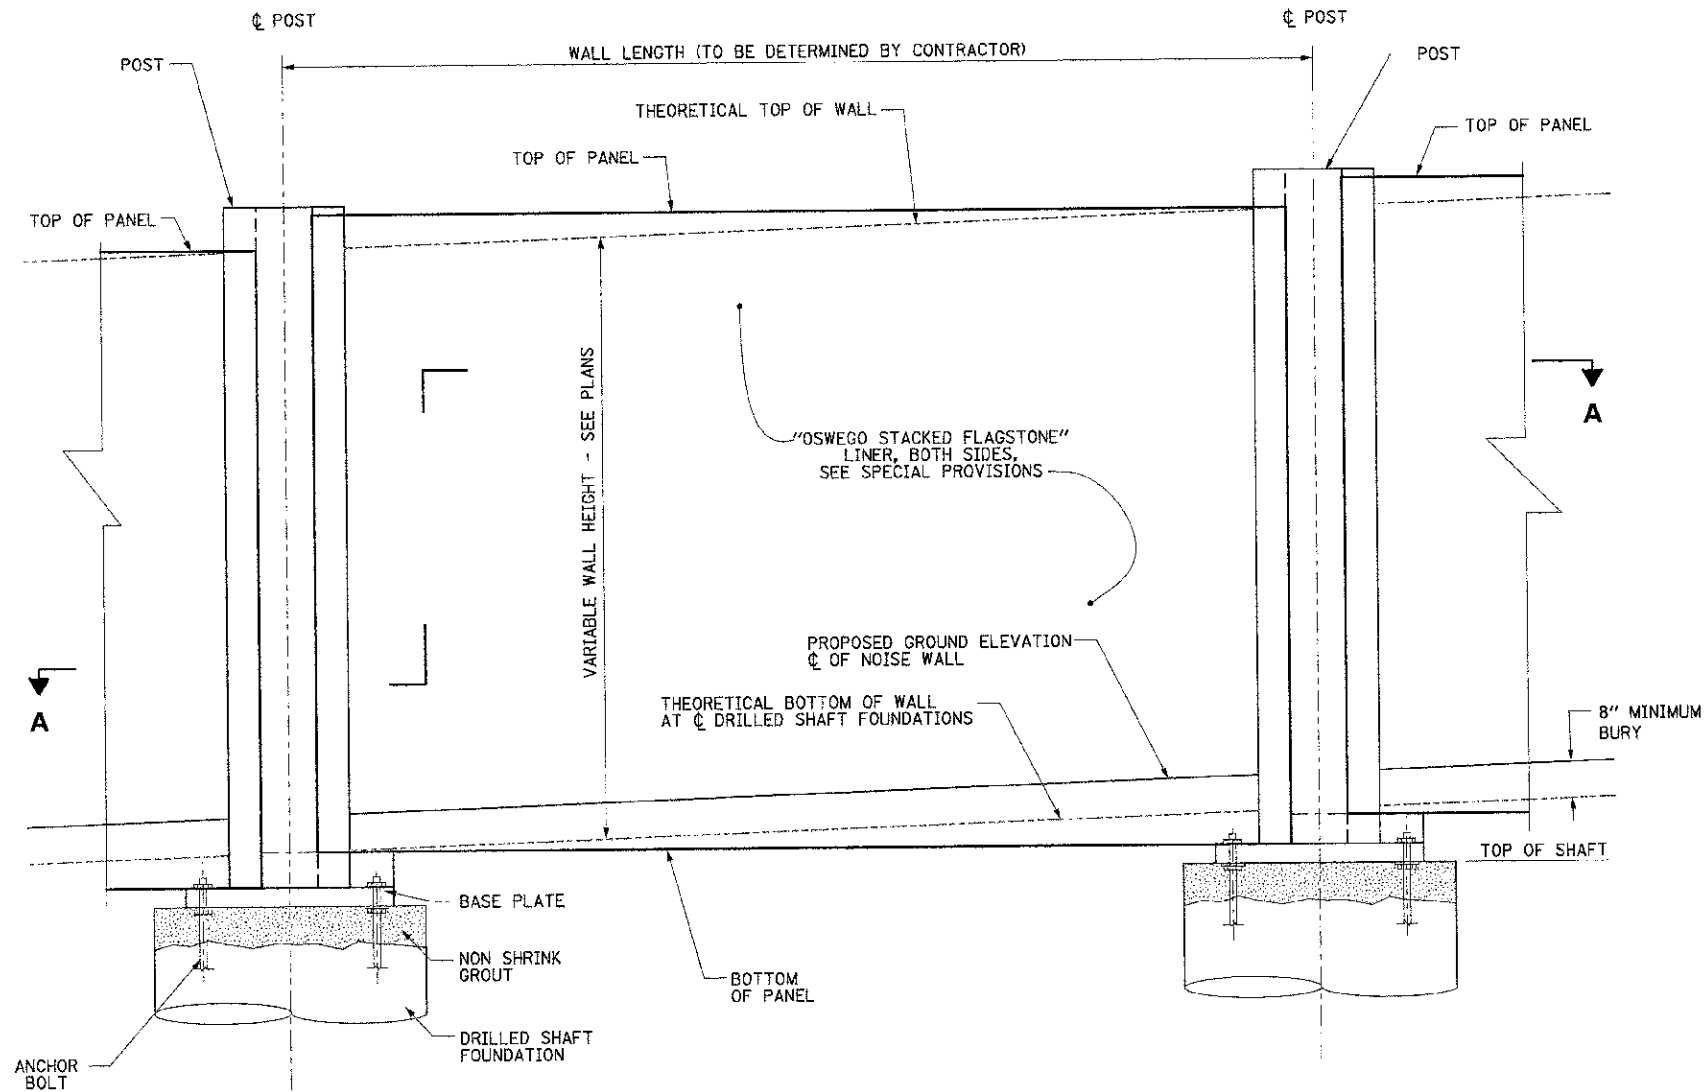 ℄ POST
℄ POST
WALL LENGTH (TO BE DETERMINED BY CONTRACTOR)
POST
POST
THEORETICAL TOP OF WALL
TOP OF PANEL
TOP OF PANEL
TOP OF PANEL
VARIABLE WALL HEIGHT - SEE PLANS
A
"OSWEGO STACKED FLAGSTONE"
LINER, BOTH SIDES,
SEE SPECIAL PROVISIONS
PROPOSED GROUND ELEVATION
℄ OF NOISE WALL
THEORETICAL BOTTOM OF WALL
AT ℄ DRILLED SHAFT FOUNDATIONS
A
8" MINIMUM
BURY
TOP OF SHAFT
BASE PLATE
NON SHRINK
GROUT
BOTTOM
OF PANEL
DRILLED SHAFT
FOUNDATION
ANCHOR
BOLT